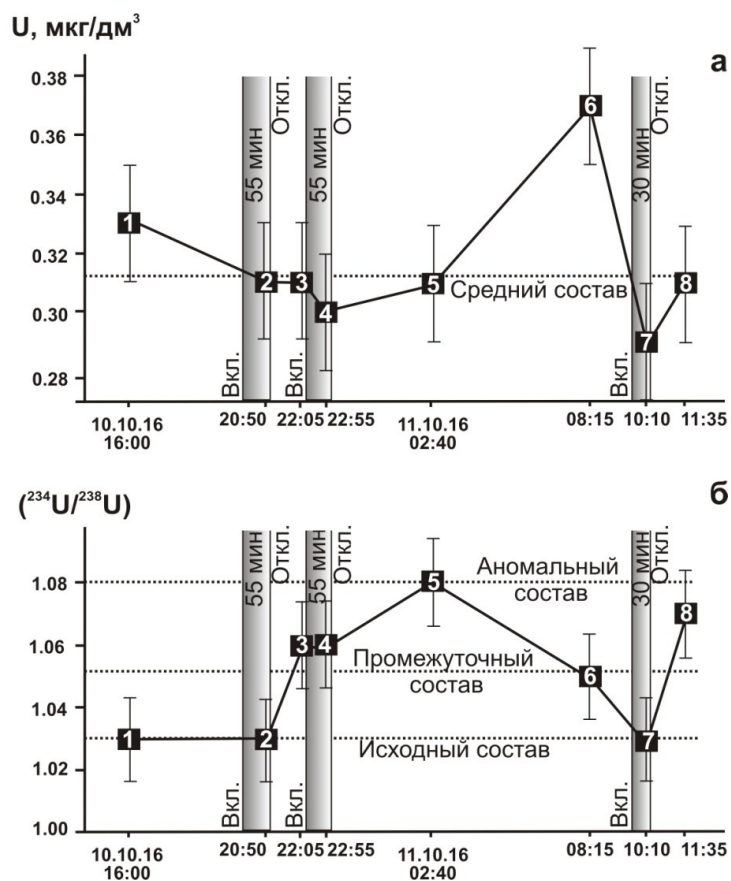 U, мкг/дм³
а
0.38
0.36
0.34
0.32
0.30
0.28
Вкл.
55 мин
Откл.
Вкл.
55 мин
Откл.
Вкл.
30 мин
Откл.
1
2
3
4
5
6
7
8
Средний состав
10.10.16
16:00
20:50
22:05
22:55
11.10.16
02:40
08:15
10:10
11:35
(²³⁴U/²³⁸U)
б
1.08
1.06
1.04
1.02
1.00
Вкл.
55 мин
Откл.
Вкл.
55 мин
Откл.
Вкл.
30 мин
Откл.
1
2
3
4
5
6
7
8
Аномальный
состав
Промежуточный
состав
Исходный состав
10.10.16
16:00
20:50
22:05
22:55
11.10.16
02:40
08:15
10:10
11:35